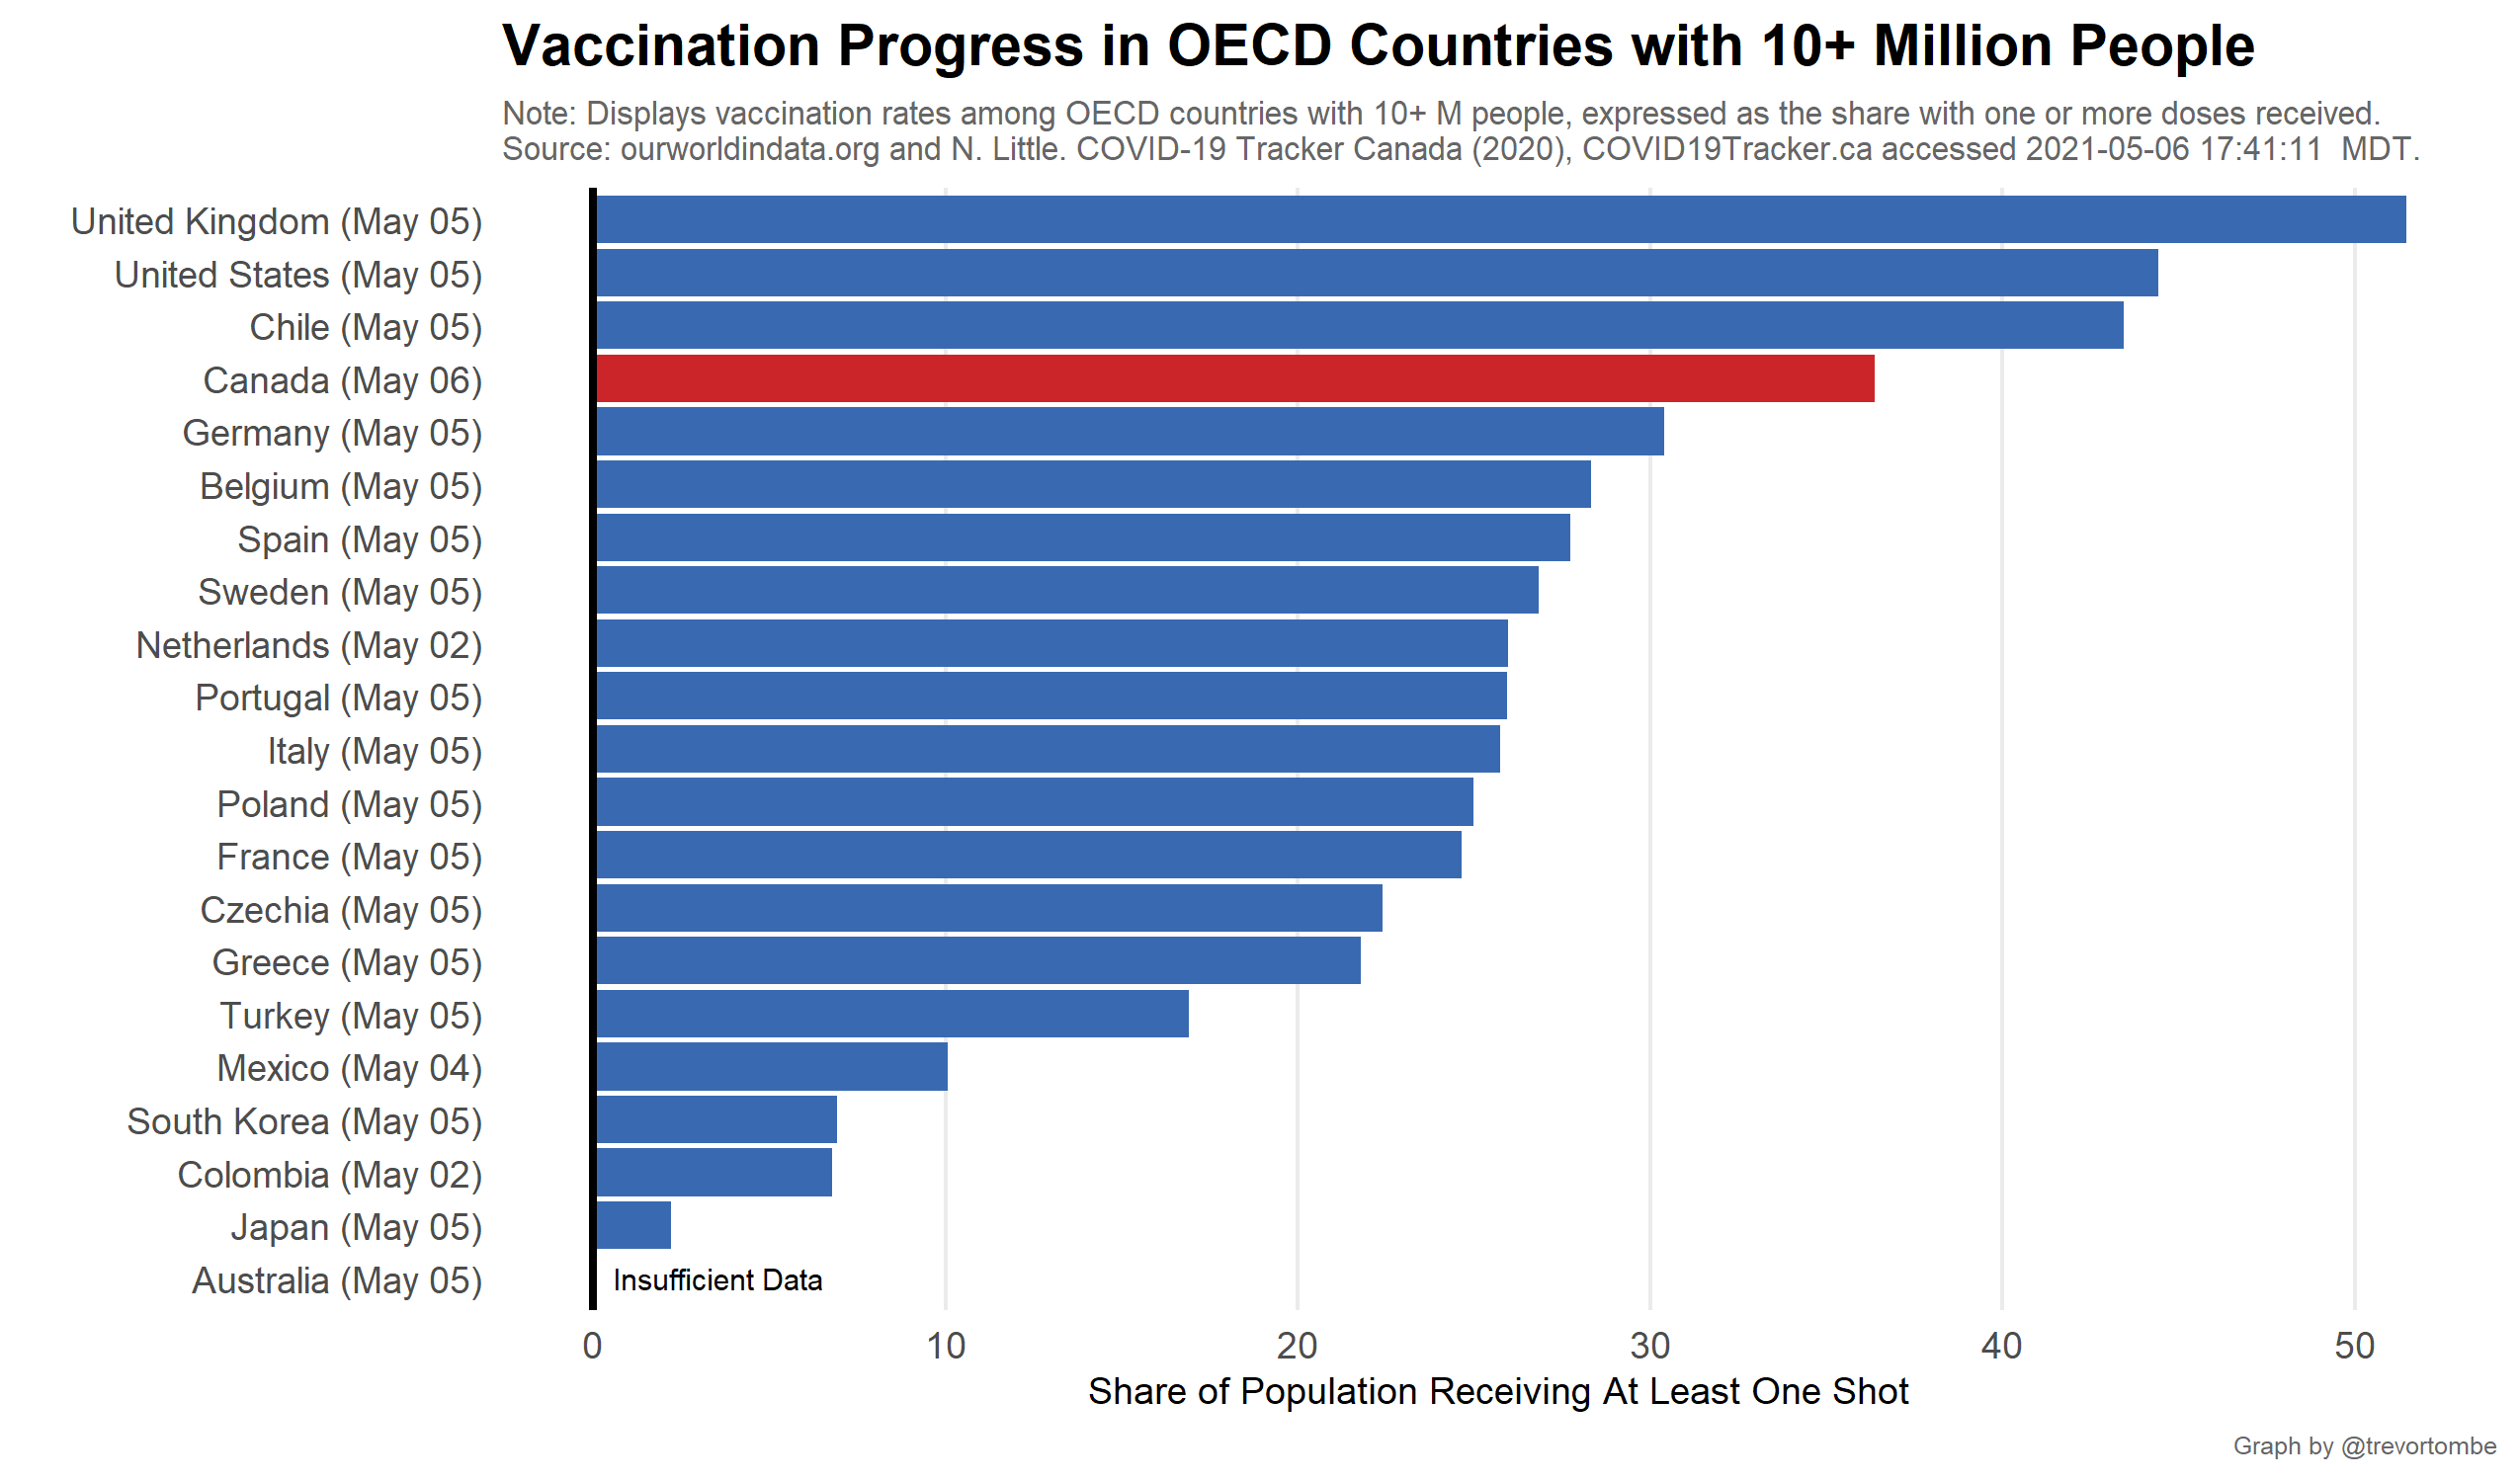 Vaccination Progress in OECD Countries with 10+ Million People
Note: Displays vaccination rates among OECD countries with 10+ M people, expressed as the share with one or more doses received.
Source: ourworldindata.org and N. Little. COVID-19 Tracker Canada (2020), COVID19Tracker.ca accessed 2021-05-06 17:41:11  MDT.
United Kingdom (May 05)
United States (May 05)
Chile (May 05)
Canada (May 06)
Germany (May 05)
Belgium (May 05)
Spain (May 05)
Sweden (May 05)
Netherlands (May 02)
Portugal (May 05)
Italy (May 05)
Poland (May 05)
France (May 05)
Czechia (May 05)
Greece (May 05)
Turkey (May 05)
Mexico (May 04)
South Korea (May 05)
Colombia (May 02)
Japan (May 05)
Australia (May 05) Insufficient Data
0 10 20 30 40 50
Share of Population Receiving At Least One Shot
Graph by @trevortombe